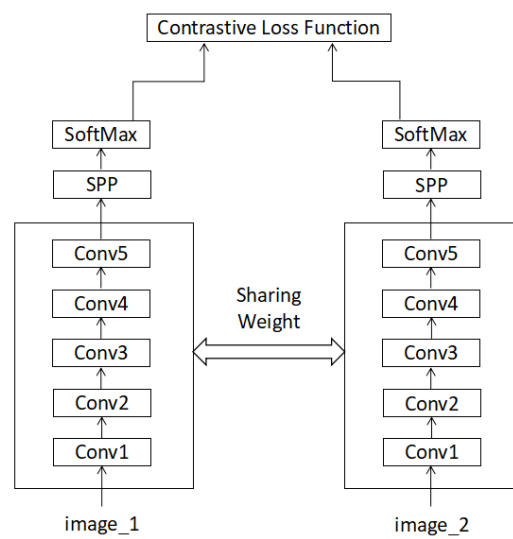 Contrastive Loss Function
SoftMax
SoftMax
SPP
SPP
Conv5
Conv5
Conv4
Conv4
Sharing
Weight
Conv3
Conv3
Conv2
Conv2
Conv1
Conv1
image_1
image_2